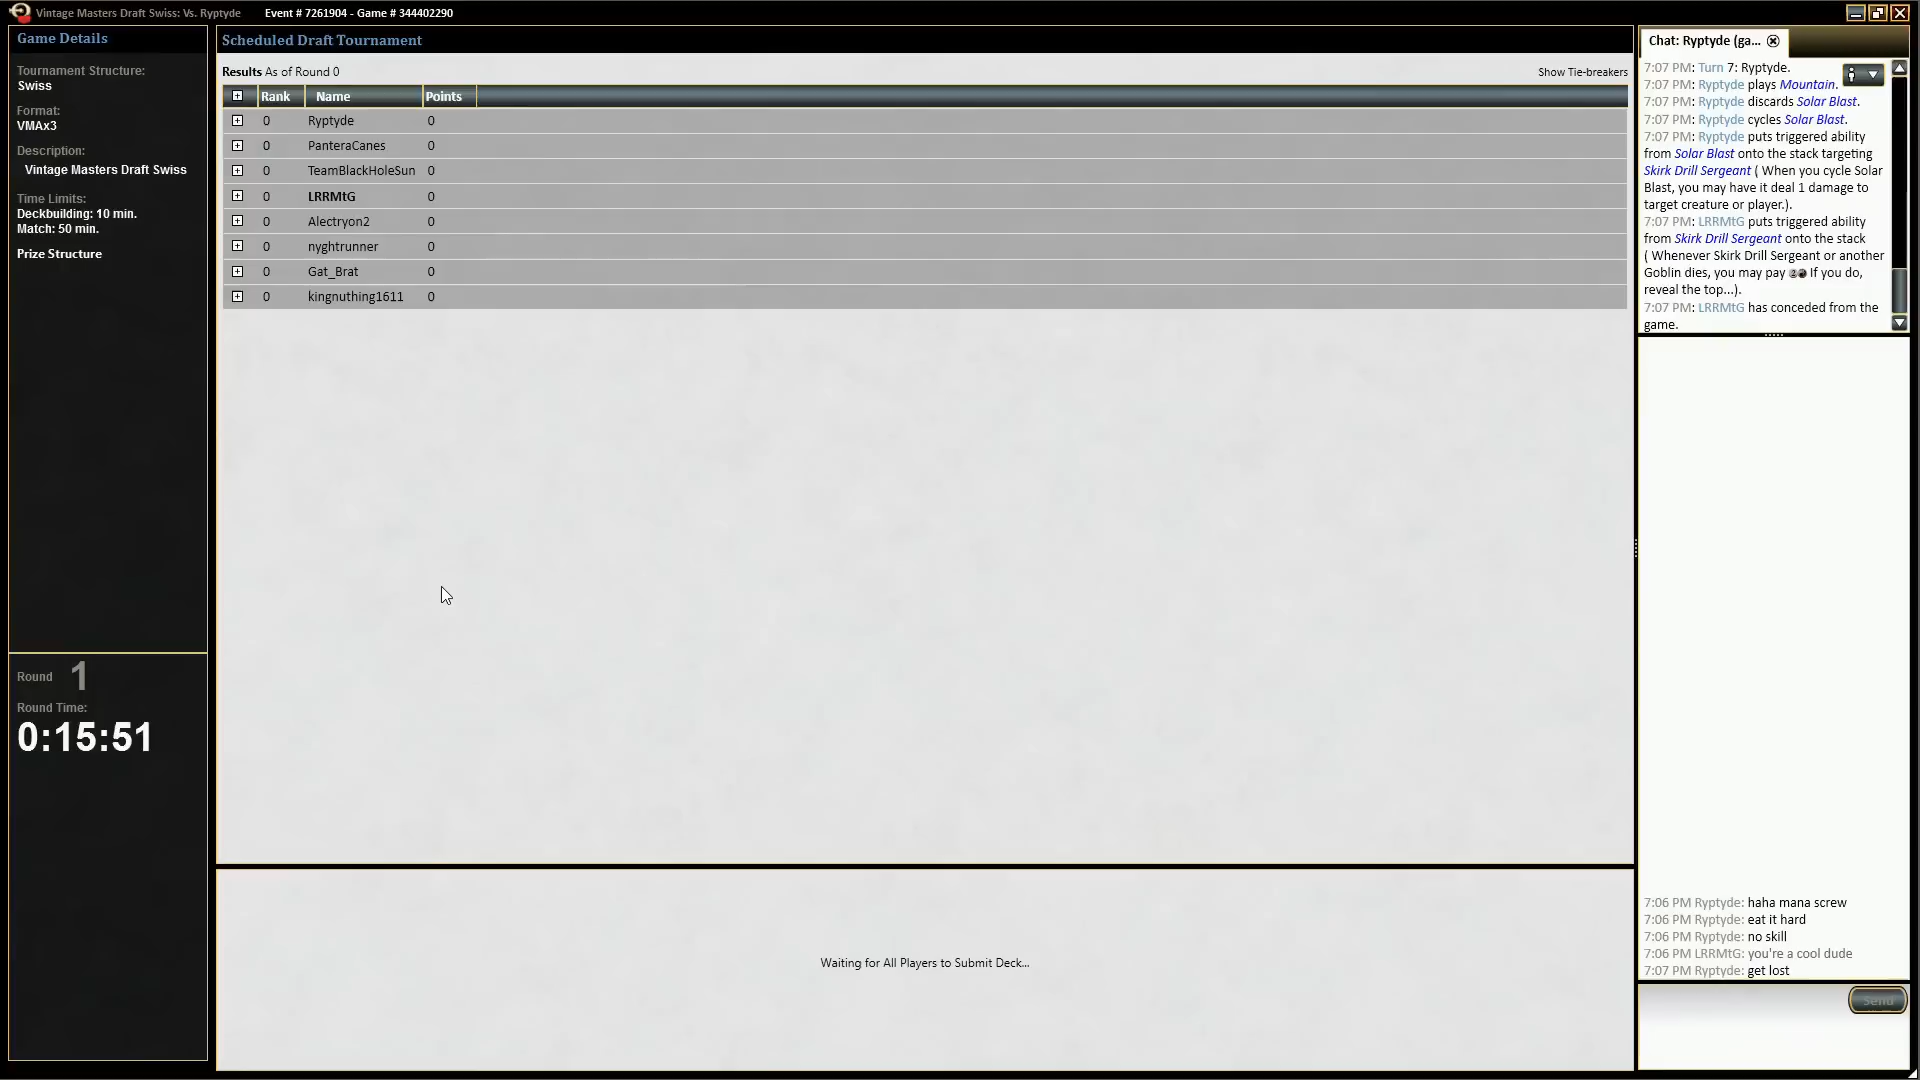 Vintage Masters Draft Swiss: Vs. Ryptyde
Event # 7261904 - Game # 344402290
Game Details
Tournament Structure:
Swiss
Format:
VMAx3
Description:
Vintage Masters Draft Swiss
Time Limits:
Deckbuilding: 10 min.
Match: 50 min.
Prize Structure
Round 1
Round Time:
0:15:51
Scheduled Draft Tournament
Results As of Round 0
Show Tie-breakers
Rank Name Points
0 Ryptyde 0
0 PanteraCanes 0
0 TeamBlackHoleSun 0
0 LRRMtG 0
0 Alectryon2 0
0 nyghtrunner 0
0 Gat_Brat 0
0 kingnuthing1611 0
Waiting for All Players to Submit Deck...
Chat: Ryptyde (ga...
7:07 PM: Turn 7: Ryptyde.
7:07 PM: Ryptyde plays Mountain.
7:07 PM: Ryptyde discards Solar Blast.
7:07 PM: Ryptyde cycles Solar Blast.
7:07 PM: Ryptyde puts triggered ability
from Solar Blast onto the stack targeting
Skirk Drill Sergeant ( When you cycle Solar
Blast, you may have it deal 1 damage to
target creature or player.).
7:07 PM: LRRMtG puts triggered ability
from Skirk Drill Sergeant onto the stack
( Whenever Skirk Drill Sergeant or another
Goblin dies, you may pay 2 If you do,
reveal the top...).
7:07 PM: LRRMtG has conceded from the
game.
7:06 PM Ryptyde: haha mana screw
7:06 PM Ryptyde: eat it hard
7:06 PM Ryptyde: no skill
7:06 PM LRRMtG: you're a cool dude
7:07 PM Ryptyde: get lost
Send